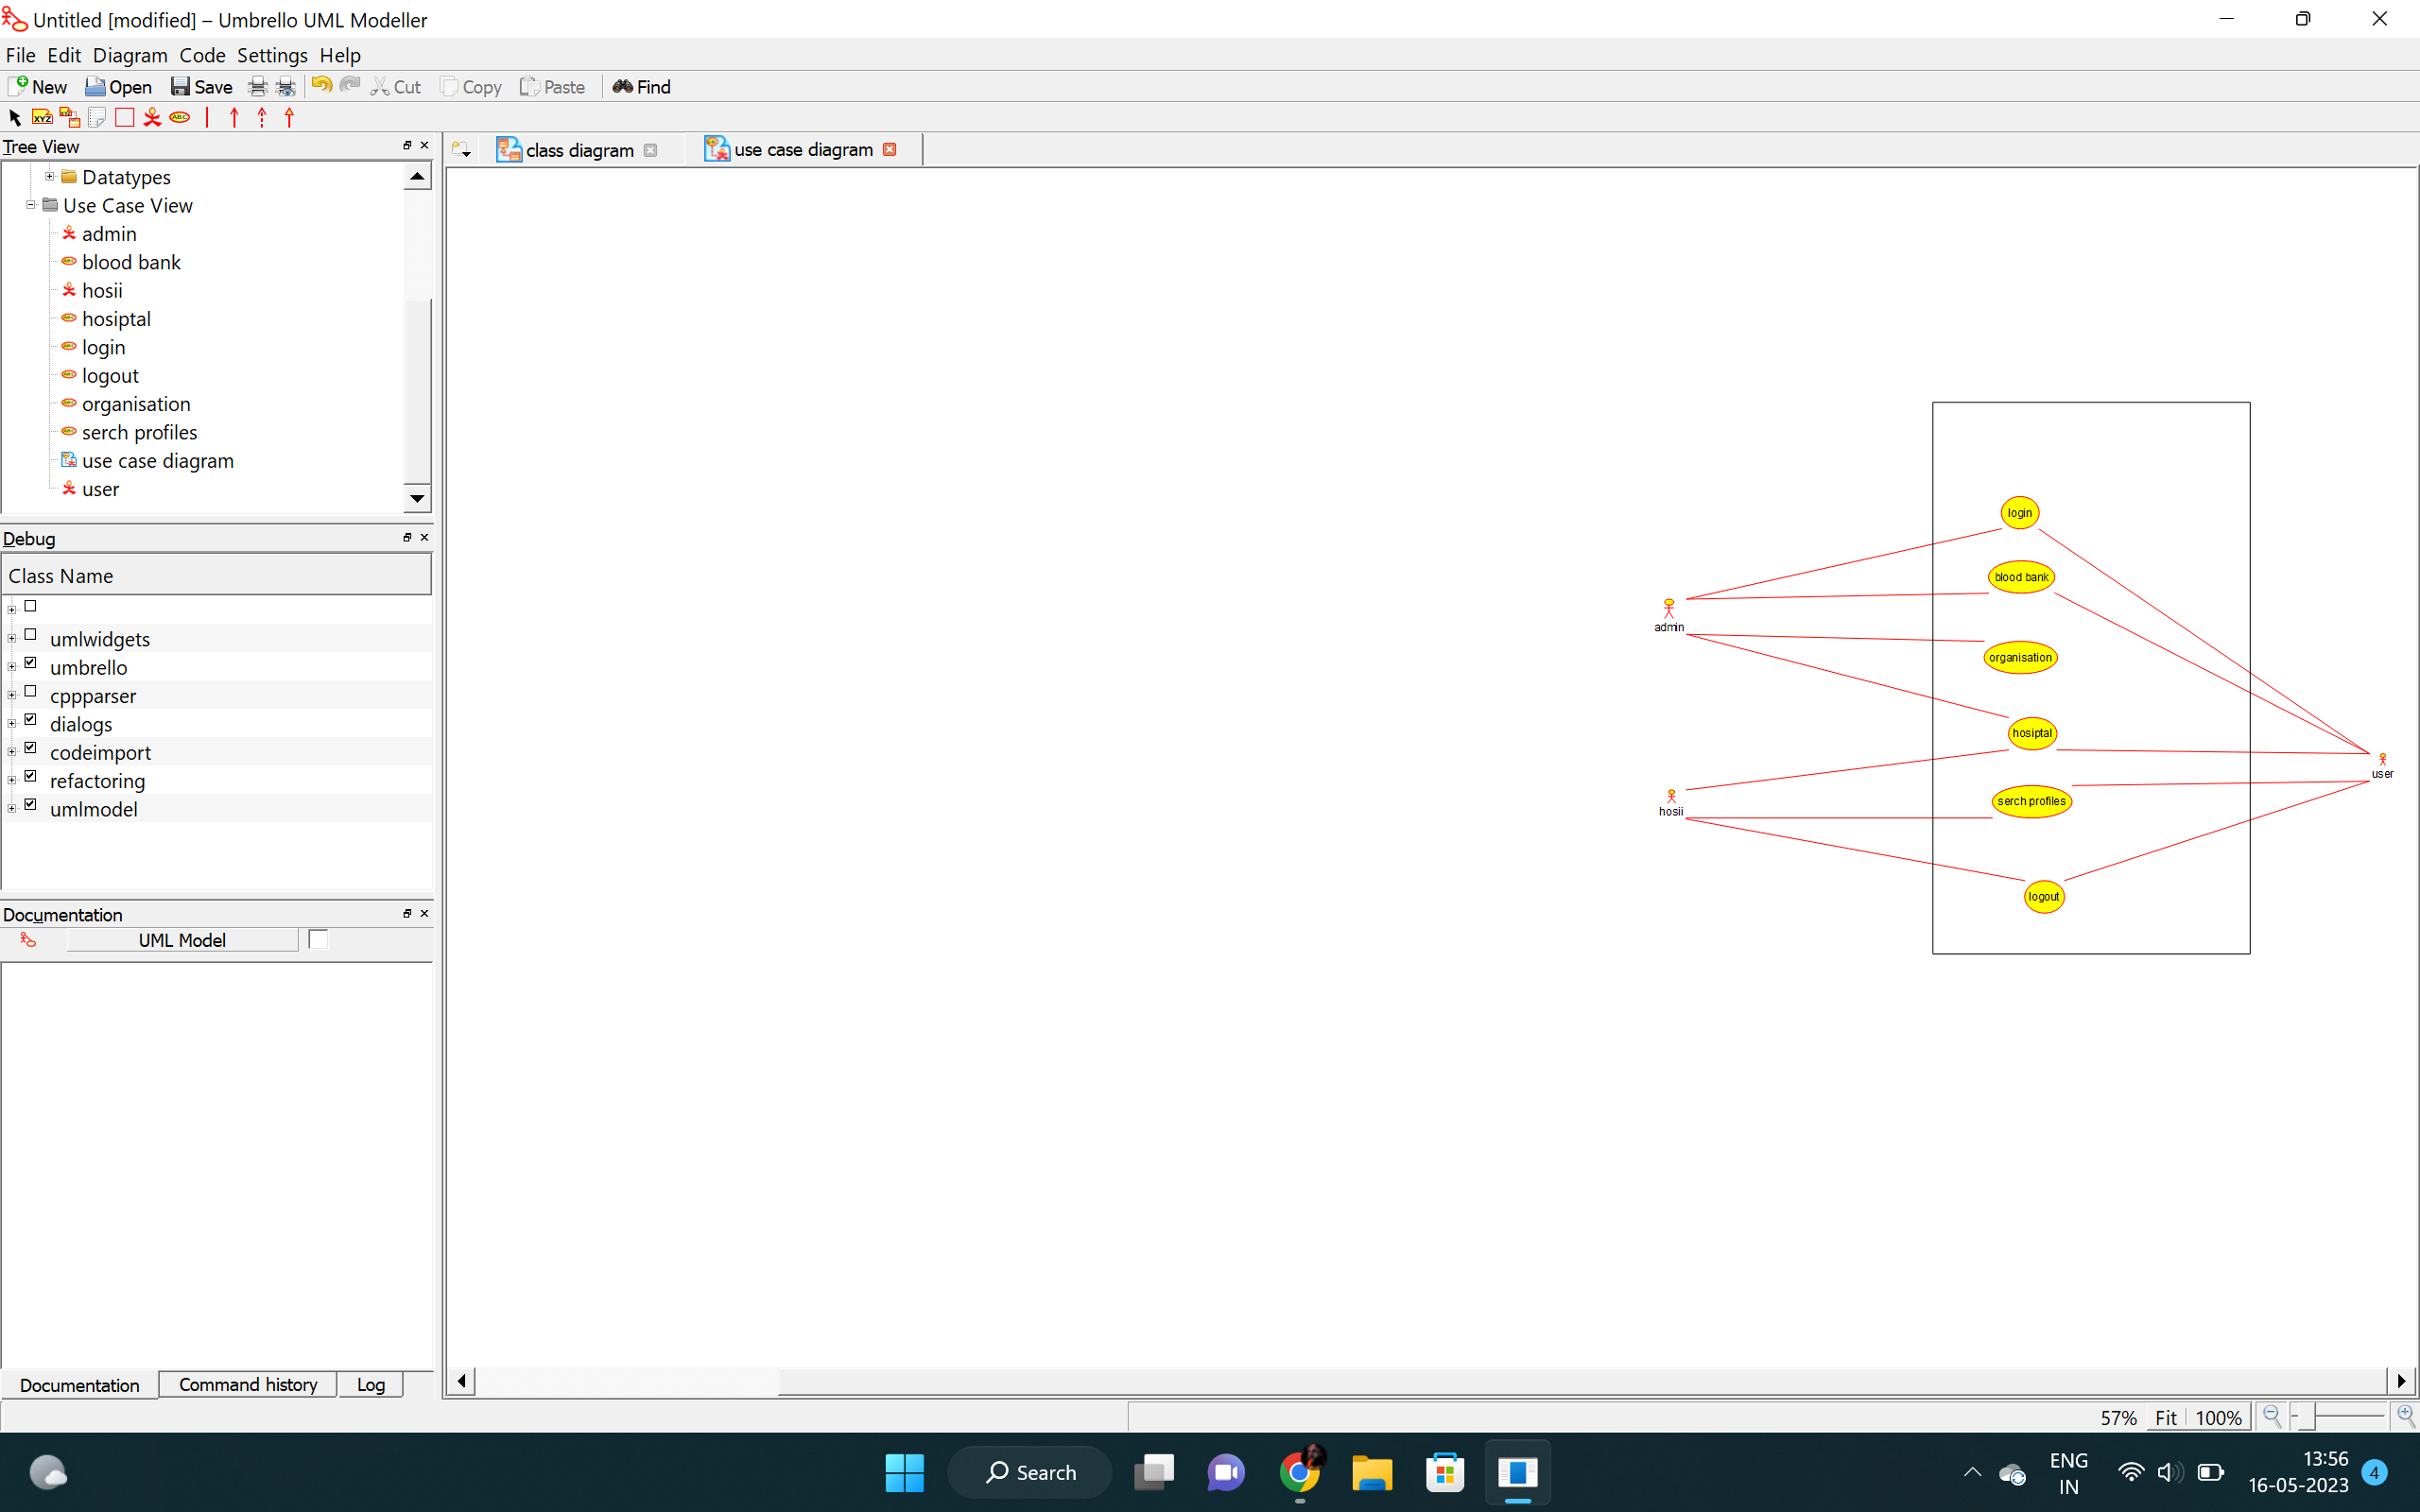 Untitled [modified] – Umbrello UML Modeller
File Edit Diagram Code Settings Help
New Open Save Cut Copy Paste Find
Tree View
class diagram use case diagram
Datatypes
Use Case View
admin
blood bank
hosii
hosiptal
login
logout
organisation
serch profiles
use case diagram
user
Debug
Class Name
umlwidgets
umbrello
cppparser
dialogs
codeimport
refactoring
umlmodel
Documentation
UML Model
login
blood bank
admin
organisation
hosiptal
user
serch profiles
hosii
logout
Documentation Command history Log
57% Fit 100%
Search
ENG
IN
13:56
16-05-2023
4